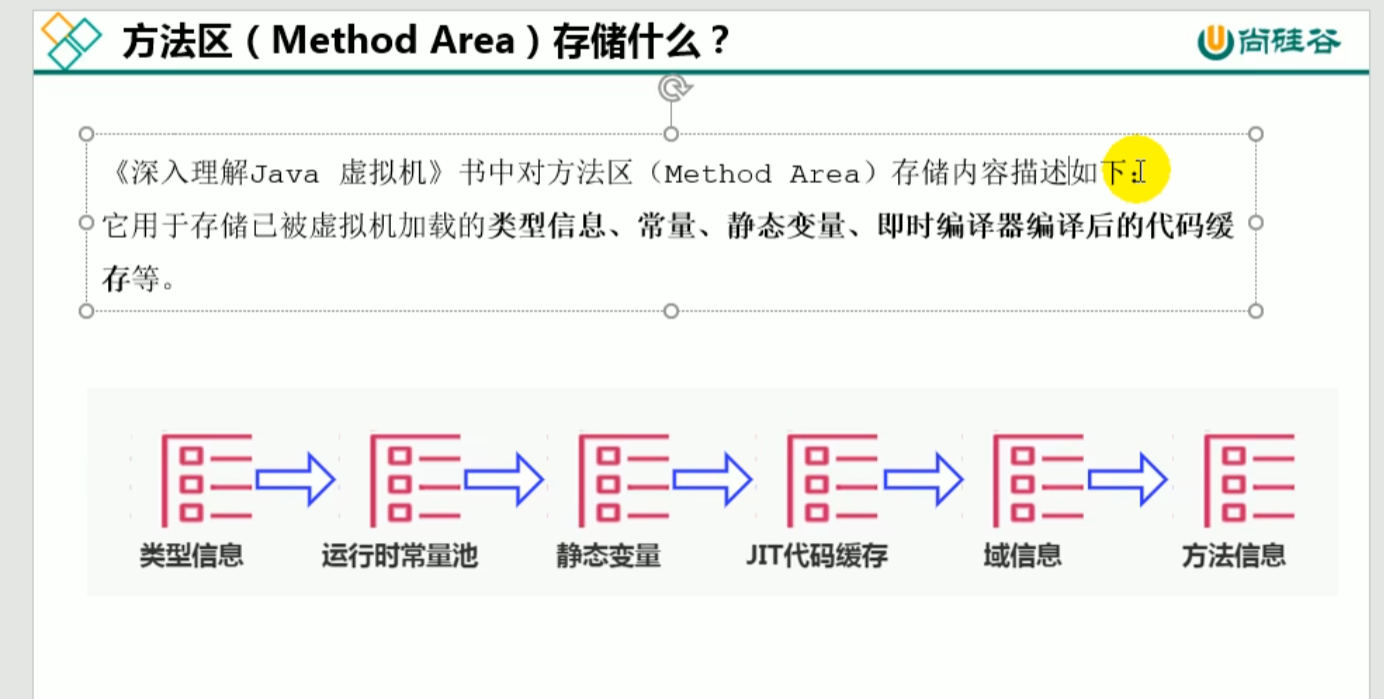 方法区（Method Area）存储什么？
尚硅谷
《深入理解Java 虚拟机》书中对方法区（Method Area）存储内容描述如下：
它用于存储已被虚拟机加载的类型信息、常量、静态变量、即时编译器编译后的代码缓
存等。
类型信息
运行时常量池
静态变量
JIT代码缓存
域信息
方法信息